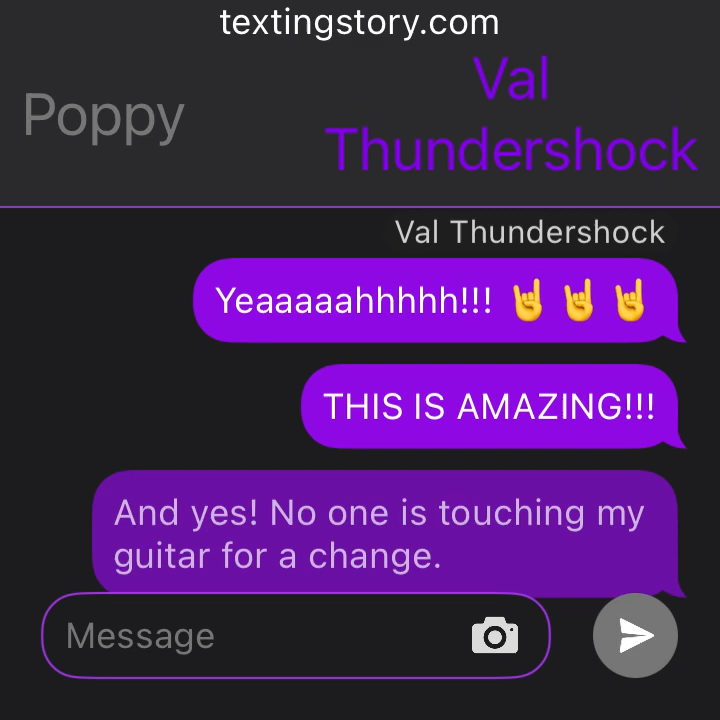 textingstory.com
Poppy
Val
Thundershock
Val Thundershock
Yeaaaaahhhhh!!! 🤘 🤘 🤘
THIS IS AMAZING!!!
And yes! No one is touching my
guitar for a change.
Message